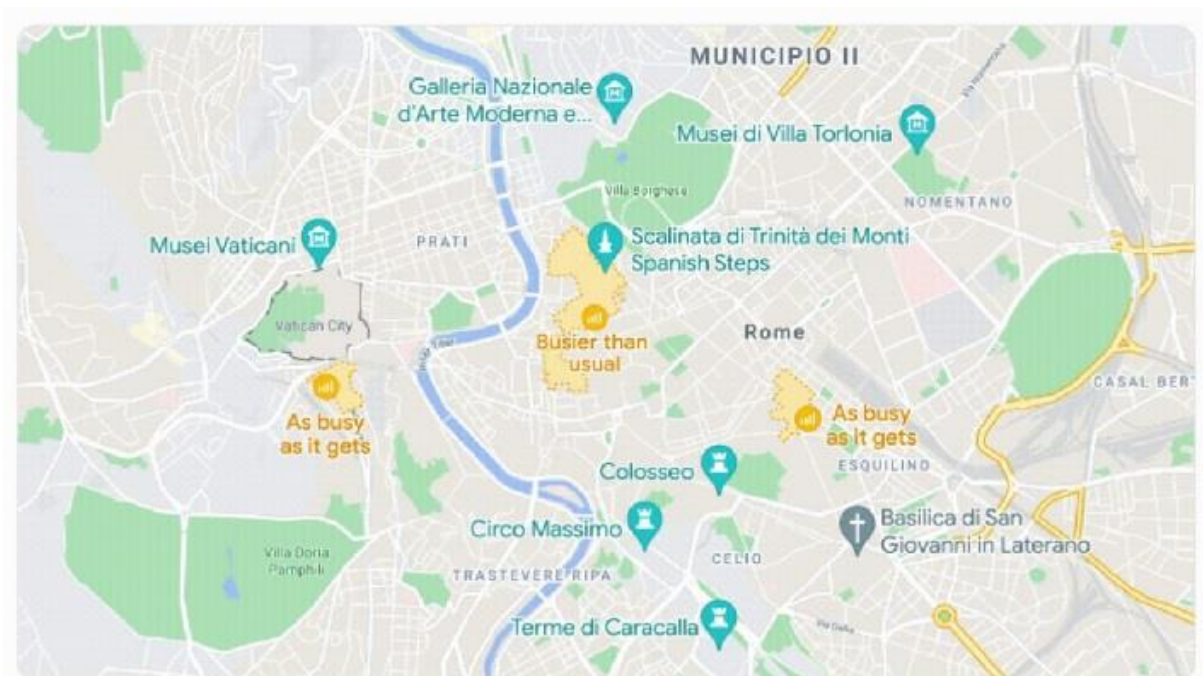 MUNICIPIO II
Galleria Nazionale
d'Arte Moderna e...
Musei di Villa Torlonia
Via Nomentana
Villa Borghese
NOMENTANO
Musei Vaticani
PRATI
Scalinata di Trinità dei Monti
Spanish Steps
Vatican City
Busier than
usual
Rome
CASAL BER
As busy
as it gets
As busy
as it gets
ESQUILINO
Colosseo
Circo Massimo
Basilica di San
Giovanni in Laterano
Villa Doria
Pamphili
CELIO
TRASTEVERE
RIPA
Terme di Caracalla